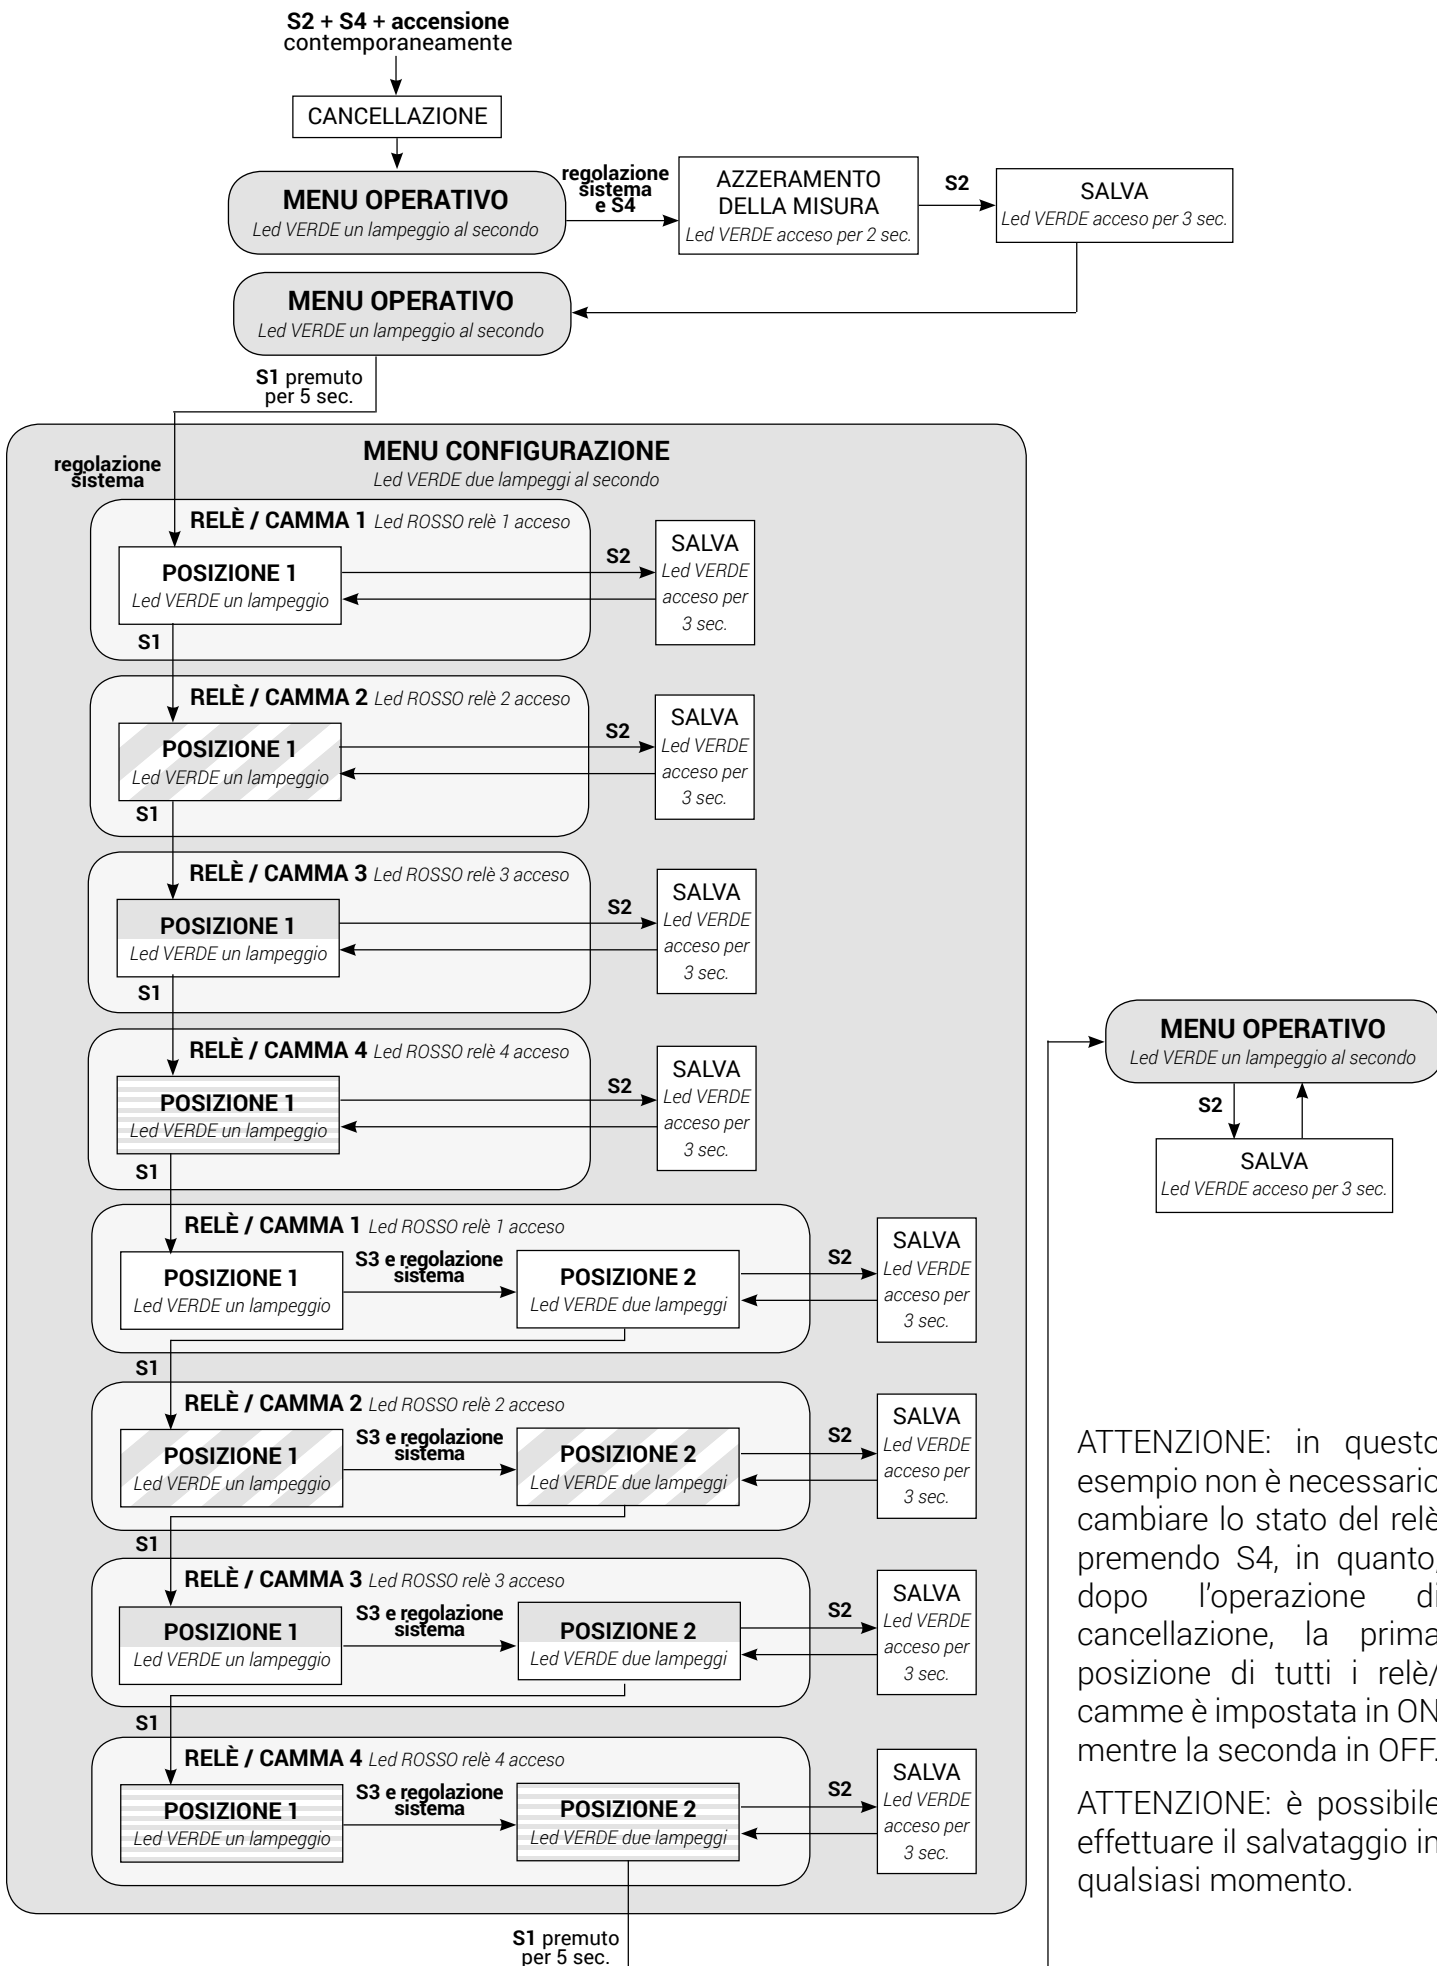 S2 + S4 + accensione
contemporaneamente
CANCELLAZIONE
MENU OPERATIVO
Led VERDE un lampeggio al secondo
regolazione
sistema
e S4
AZZERAMENTO
DELLA MISURA
Led VERDE acceso per 2 sec.
S2
SALVA
Led VERDE acceso per 3 sec.
MENU OPERATIVO
Led VERDE un lampeggio al secondo
S1 premuto
per 5 sec.
MENU CONFIGURAZIONE
Led VERDE due lampeggi al secondo
regolazione
sistema
RELÈ / CAMMA 1 Led ROSSO relè 1 acceso
POSIZIONE 1
Led VERDE un lampeggio
S2
SALVA
Led VERDE
acceso per
3 sec.
S1
RELÈ / CAMMA 2 Led ROSSO relè 2 acceso
POSIZIONE 1
Led VERDE un lampeggio
S2
SALVA
Led VERDE
acceso per
3 sec.
S1
RELÈ / CAMMA 3 Led ROSSO relè 3 acceso
POSIZIONE 1
Led VERDE un lampeggio
S2
SALVA
Led VERDE
acceso per
3 sec.
S1
RELÈ / CAMMA 4 Led ROSSO relè 4 acceso
POSIZIONE 1
Led VERDE un lampeggio
S2
SALVA
Led VERDE
acceso per
3 sec.
S1
RELÈ / CAMMA 1 Led ROSSO relè 1 acceso
POSIZIONE 1
Led VERDE un lampeggio
S3 e regolazione
sistema
POSIZIONE 2
Led VERDE due lampeggi
S2
SALVA
Led VERDE
acceso per
3 sec.
S1
RELÈ / CAMMA 2 Led ROSSO relè 2 acceso
POSIZIONE 1
Led VERDE un lampeggio
S3 e regolazione
sistema
POSIZIONE 2
Led VERDE due lampeggi
S2
SALVA
Led VERDE
acceso per
3 sec.
S1
RELÈ / CAMMA 3 Led ROSSO relè 3 acceso
POSIZIONE 1
Led VERDE un lampeggio
S3 e regolazione
sistema
POSIZIONE 2
Led VERDE due lampeggi
S2
SALVA
Led VERDE
acceso per
3 sec.
S1
RELÈ / CAMMA 4 Led ROSSO relè 4 acceso
POSIZIONE 1
Led VERDE un lampeggio
S3 e regolazione
sistema
POSIZIONE 2
Led VERDE due lampeggi
S2
SALVA
Led VERDE
acceso per
3 sec.
S1 premuto
per 5 sec.
MENU OPERATIVO
Led VERDE un lampeggio al secondo
S2
SALVA
Led VERDE acceso per 3 sec.
ATTENZIONE: in questo
esempio non è necessario
cambiare lo stato del relè
premendo S4, in quanto,
dopo l'operazione di
cancellazione, la prima
posizione di tutti i relè/
camme è impostata in ON
mentre la seconda in OFF.
ATTENZIONE: è possibile
effettuare il salvataggio in
qualsiasi momento.